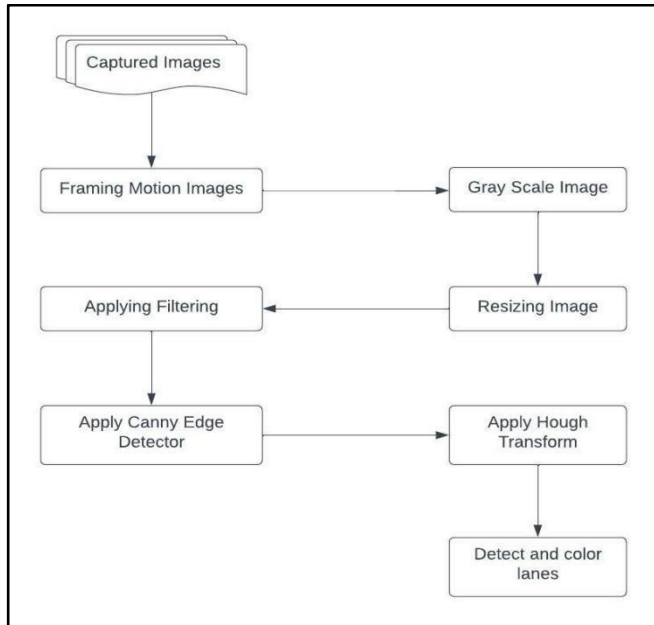 Captured Images
Framing Motion Images
Gray Scale Image
Resizing Image
Applying Filtering
Apply Canny Edge
Detector
Apply Hough
Transform
Detect and color
lanes